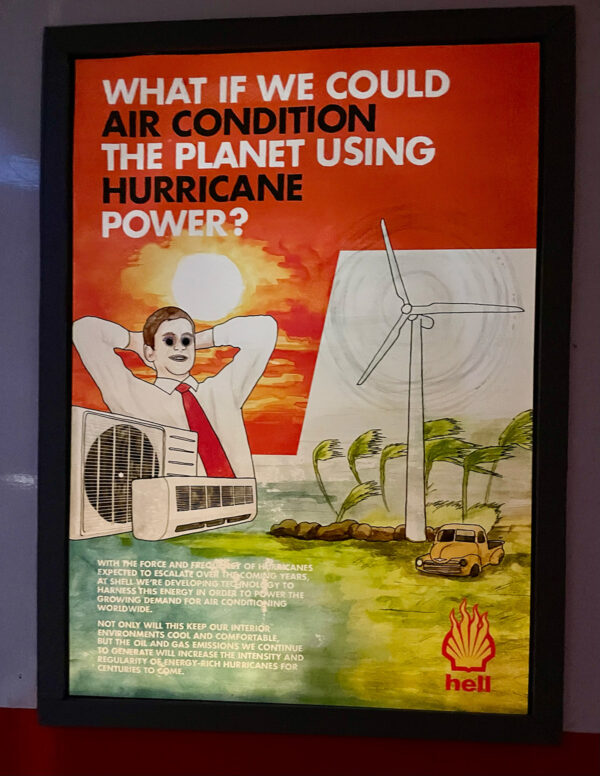 WHAT IF WE COULD
AIR CONDITION
THE PLANET USING
HURRICANE
POWER?
WITH THE FORCE AND FREQUENCY OF HURRICANES
EXPECTED TO ESCALATE OVER THE COMING YEARS,
AT SHELL WE'RE DEVELOPING TECHNOLOGY TO
HARNESS THIS ENERGY IN ORDER TO POWER THE
GROWING DEMAND FOR AIR CONDITIONING
WORLDWIDE.
NOT ONLY WILL THIS KEEP OUR INTERIOR
ENVIRONMENTS COOL AND COMFORTABLE,
BUT THE OIL AND GAS EMISSIONS WE CONTINUE
TO GENERATE WILL INCREASE THE INTENSITY AND
REGULARITY OF ENERGY-RICH HURRICANES FOR
CENTURIES TO COME.
hell